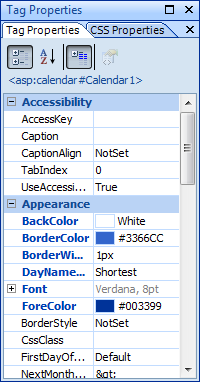 Tag Properties
Tag Properties CSS Properties
<asp:calendar#Calendar1>
Accessibility
AccessKey
Caption
CaptionAlign NotSet
TabIndex 0
UseAccessi... True
Appearance
BackColor White
BorderColor #3366CC
BorderWi... 1px
DayName... Shortest
Font Verdana, 8pt
ForeColor #003399
BorderStyle NotSet
CssClass
FirstDayOf... Default
NextMonth... &gt;